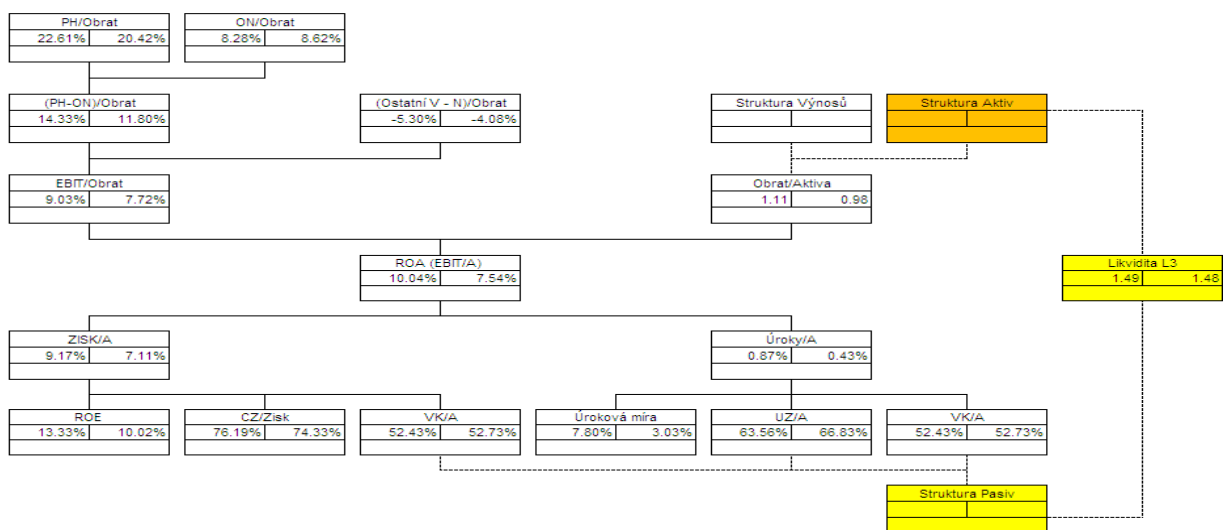 PH/Obrat ON/Obrat
22.61% 20.42% 8.28% 8.62%
(PH-ON)/Obrat (Ostatní V - N)/Obrat Struktura Výnosů Struktura Aktiv
14.33% 11.80% -5.30% -4.08%
EBIT/Obrat Obrat/Aktiva
9.03% 7.72% 1.11 0.98
ROA (EBIT/A) Likvidita L3
10.04% 7.54% 1.49 1.48
ZISK/A Úroky/A
9.17% 7.11% 0.87% 0.43%
ROE CZ/Zisk VK/A Úroková míra UZ/A VK/A
13.33% 10.02% 76.19% 74.33% 52.43% 52.73% 7.80% 3.03% 63.56% 66.83% 52.43% 52.73%
Struktura Pasiv